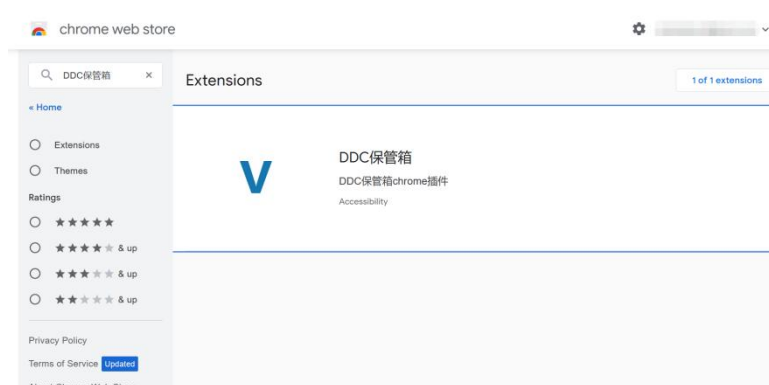 chrome web store
DDC保管箱 ×
Extensions
1 of 1 extensions
« Home
Extensions
Themes
Ratings
& up
& up
& up
V
DDC保管箱
DDC保管箱chrome插件
Accessibility
Privacy Policy
Terms of Service Updated